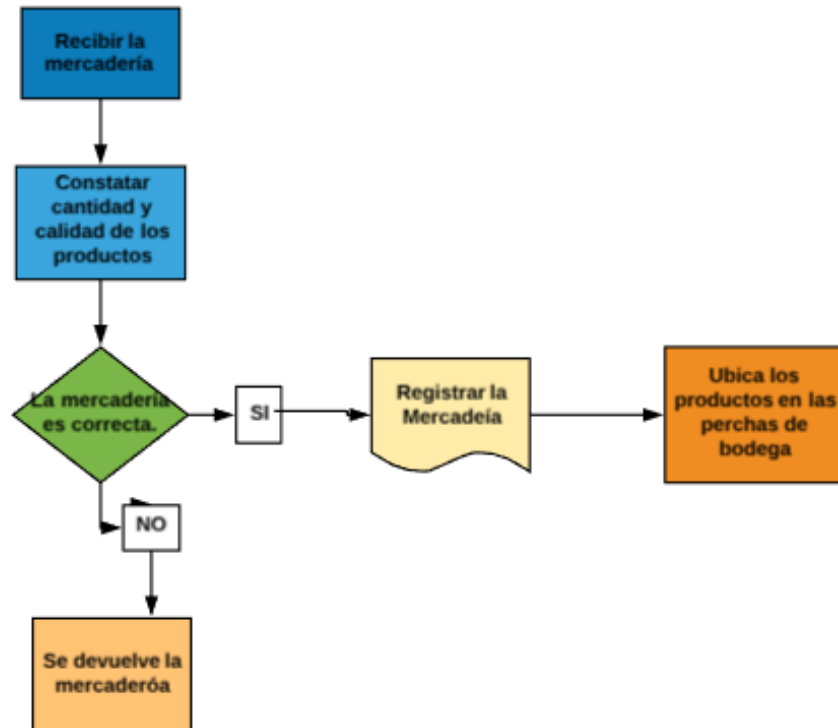 Recibir la
mercadería
Constatar
cantidad y
calidad de los
productos
La mercadería
es correcta.
SI
Registrar la
Mercadeía
Ubica los
productos en las
perchas de
bodega
NO
Se devuelve la
mercaderóa